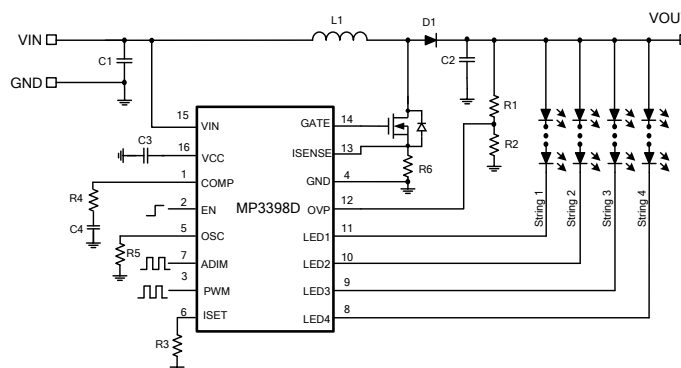 L1
D1
VOU
VIN
C1
C2
GND
R1
R2
15
VIN
GATE
14
C3
16
VCC
ISENSE
13
R6
1
COMP
GND
4
R4
2
EN
MP3398D
OVP
12
C4
5
OSC
LED1
11
R5
7
ADIM
LED2
10
3
PWM
LED3
9
6
ISET
LED4
8
R3
String 1
String 2
String 3
String 4